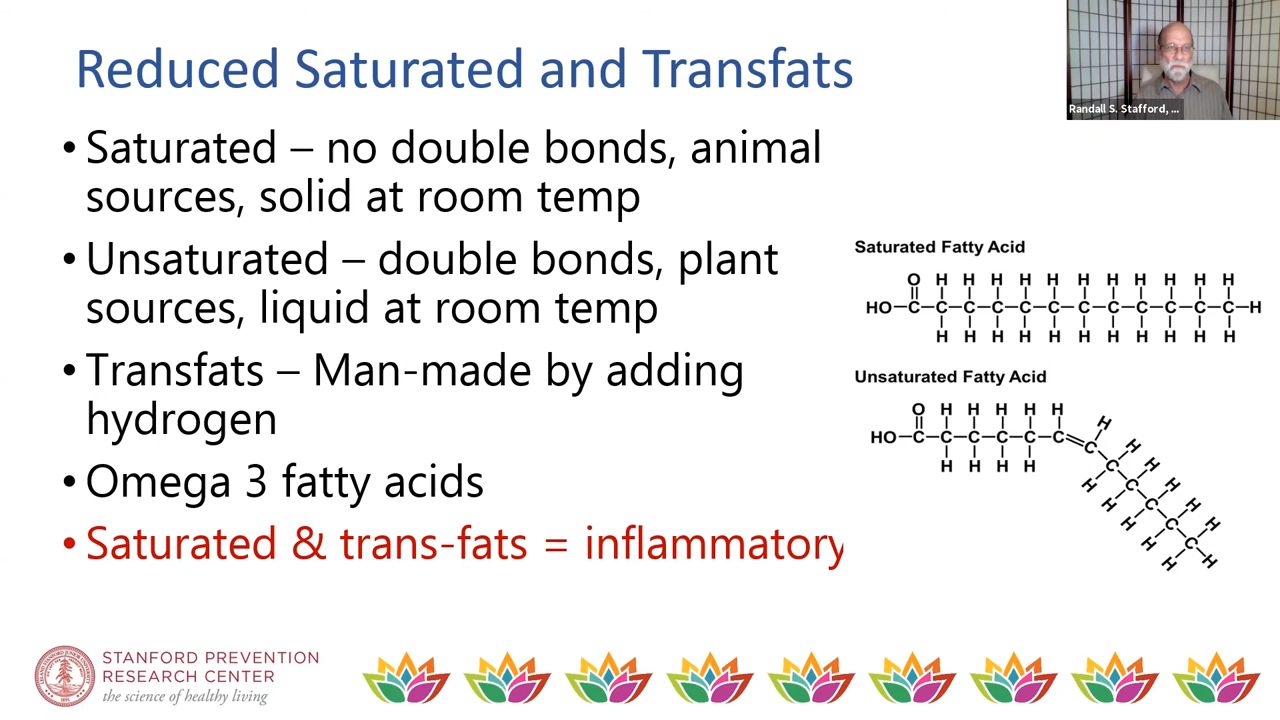 Reduced Saturated and Transfats
Randall S. Stafford, ...
• Saturated – no double bonds, animal
sources, solid at room temp
• Unsaturated – double bonds, plant
sources, liquid at room temp
• Transfats – Man-made by adding
hydrogen
• Omega 3 fatty acids
• Saturated & trans-fats = inflammatory
Saturated Fatty Acid
O H H H H H H H H H H H
HO–C–C–C–C–C–C–C–C–C–C–C–C–H
H H H H H H H H H H H
Unsaturated Fatty Acid
O H H H H H H
HO–C–C–C–C–C–C=C
H H H H
C H H
C H H
C H H
C H H
C H H H
STANFORD PREVENTION
RESEARCH CENTER
the science of healthy living